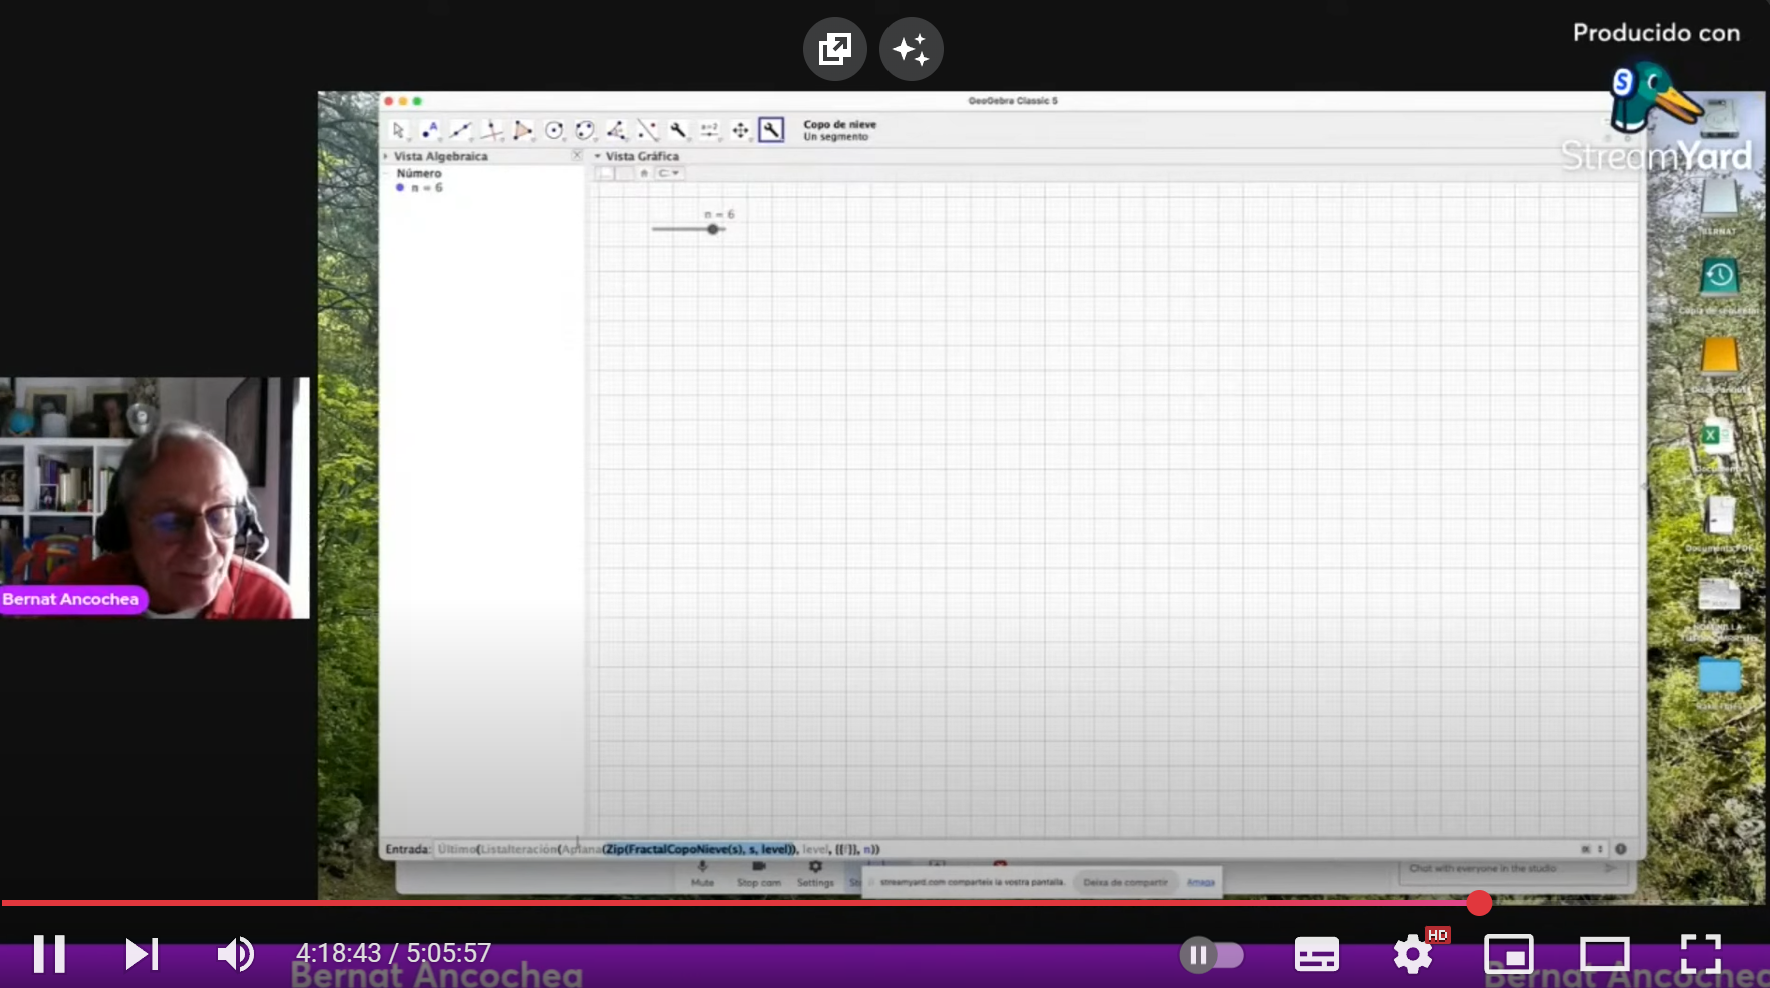 Producido con
S
StreamYard
GeoGebra Classic 5
Copo de nieve
Un segmento
Vista Algebraica
Vista Gráfica
Número
n = 6
n = 6
BERNAT
Bernat Ancochea
Entrada: Último(ListaIteración(Aplana(Zip(FractalCopoNieve(s), s, level)), level, {{f}}, n))
Mute
Stop cam
Settings
streamyard.com comparteix la vostra pantalla.
Deixa de compartir
Amaga
Chat with everyone in the studio
4:18:43 / 5:05:57
HD
Bernat Ancochea
Bernat Ancochea